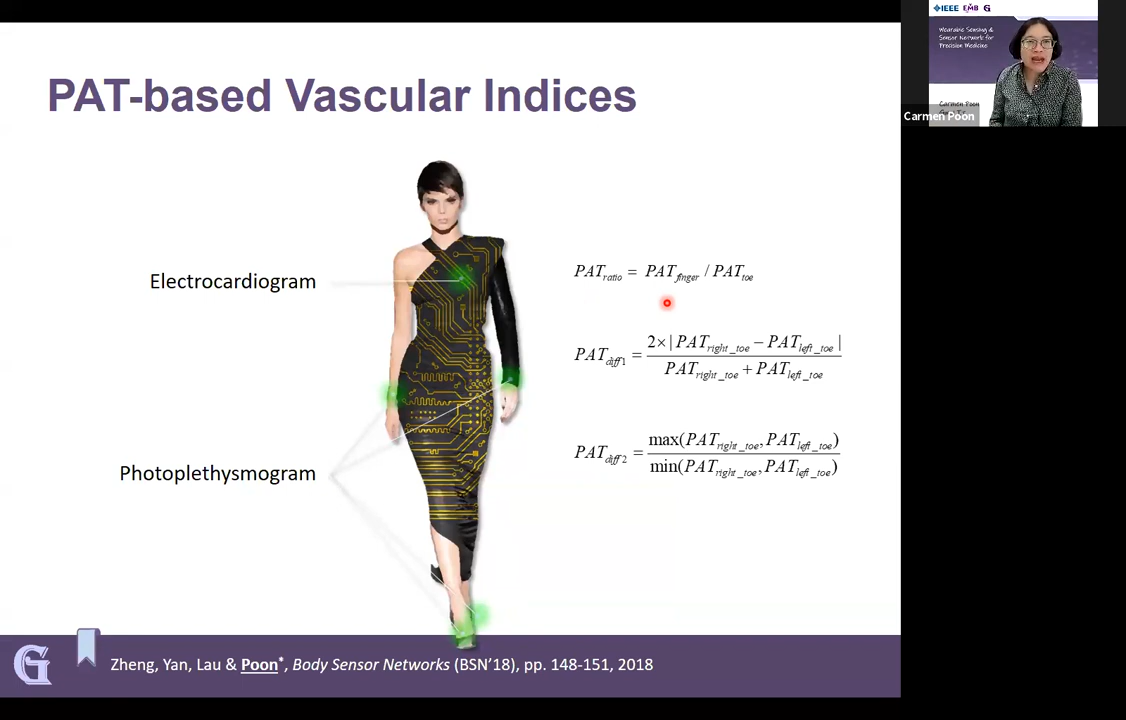 PAT-based Vascular Indices
Electrocardiogram
Photoplethysmogram
PAT_ratio = PAT_finger / PAT_toe
PAT_diff1 = 2×| PAT_right_toe − PAT_left_toe | / PAT_right_toe + PAT_left_toe
PAT_diff2 = max(PAT_right_toe, PAT_left_toe) / min(PAT_right_toe, PAT_left_toe)
G
Zheng, Yan, Lau & Poon*, Body Sensor Networks (BSN'18), pp. 148-151, 2018
IEEE EMB G
Wearable Sensing &
Sensor Network for
Precision Medicine
Carmen Poon
Carmen Poon